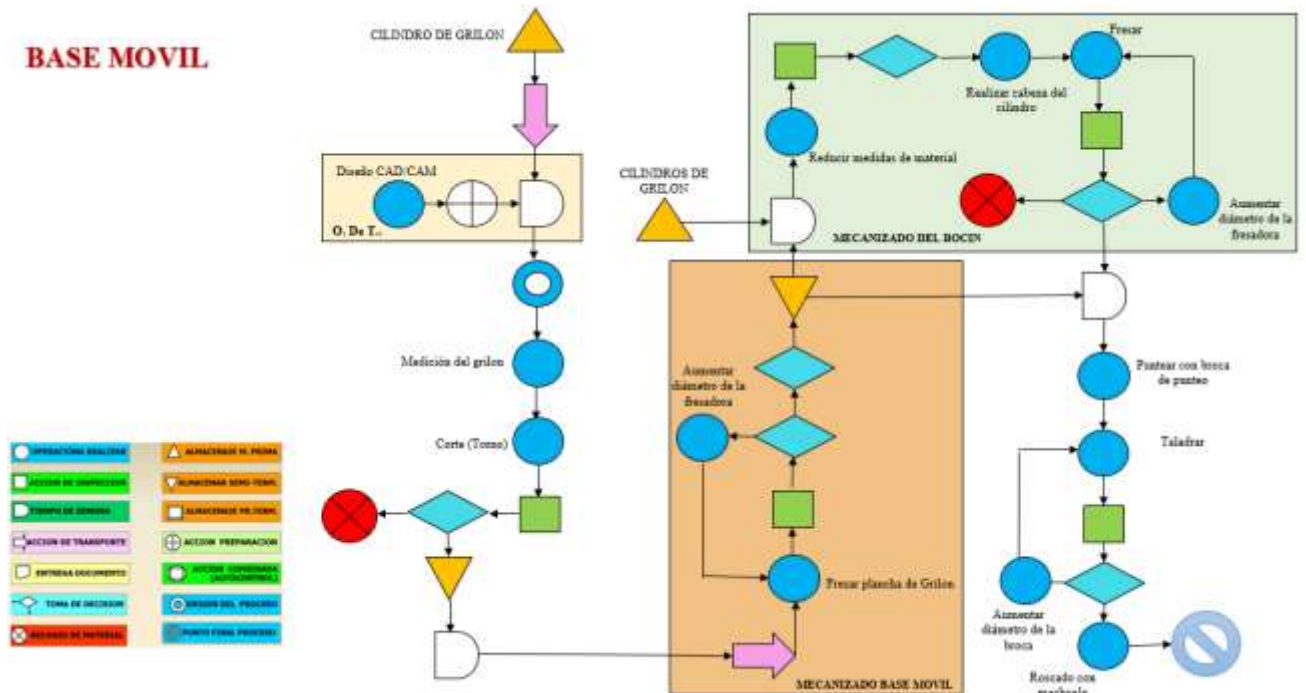 BASE MOVIL
CILINDRO DE GRILON
Diseño CAD/CAM
O. De T..
Medición del grilon
Corte (Torno)
OPERACIÓN A REALIZAR
ACCION DE INSPECCION
TIEMPO DE DEMORA
ACCION DE TRANSPORTE
ENTREGA DOCUMENTO
TOMA DE DECISION
RECHAZO DE MATERIAL
ALMACENAJE M. PRIMA
ALMACENAR SEMI-TERM.
ALMACENAJE PR.TERM.
ACCION PREPARACION
ACCION COMBINADA
(AUTOCONTROL)
ORIGEN DEL PROCESO
PUNTO FINAL PROCESO
CILINDROS DE
GRILON
Reducir medidas de material
Realizar cabeza del
cilindro
Fresar
Aumentar
diámetro de la
fresadora
MECANIZADO DEL BOCIN
Aumentar
diámetro de la
fresadora
Fresar plancha de Grilon
MECANIZADO BASE MOVIL
Puntear con broca
de punteo
Taladrar
Aumentar
diámetro de la
broca
Roscado con